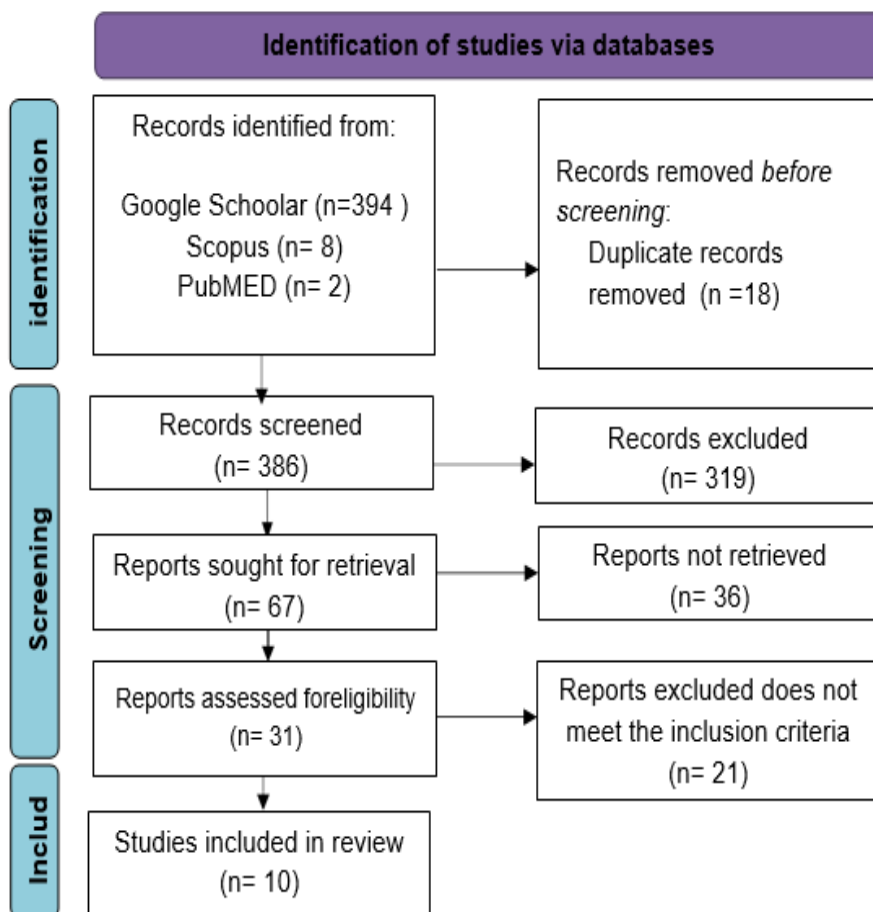 Identification of studies via databases
identification
Records identified from:
Google Schoolar (n=394 )
Scopus (n= 8)
PubMED (n= 2)
Records removed before
screening:
Duplicate records
removed (n =18)
Screening
Records screened
(n= 386)
Records excluded
(n= 319)
Reports sought for retrieval
(n= 67)
Reports not retrieved
(n= 36)
Reports assessed foreligibility
(n= 31)
Reports excluded does not
meet the inclusion criteria
(n= 21)
Includ
Studies included in review
(n= 10)